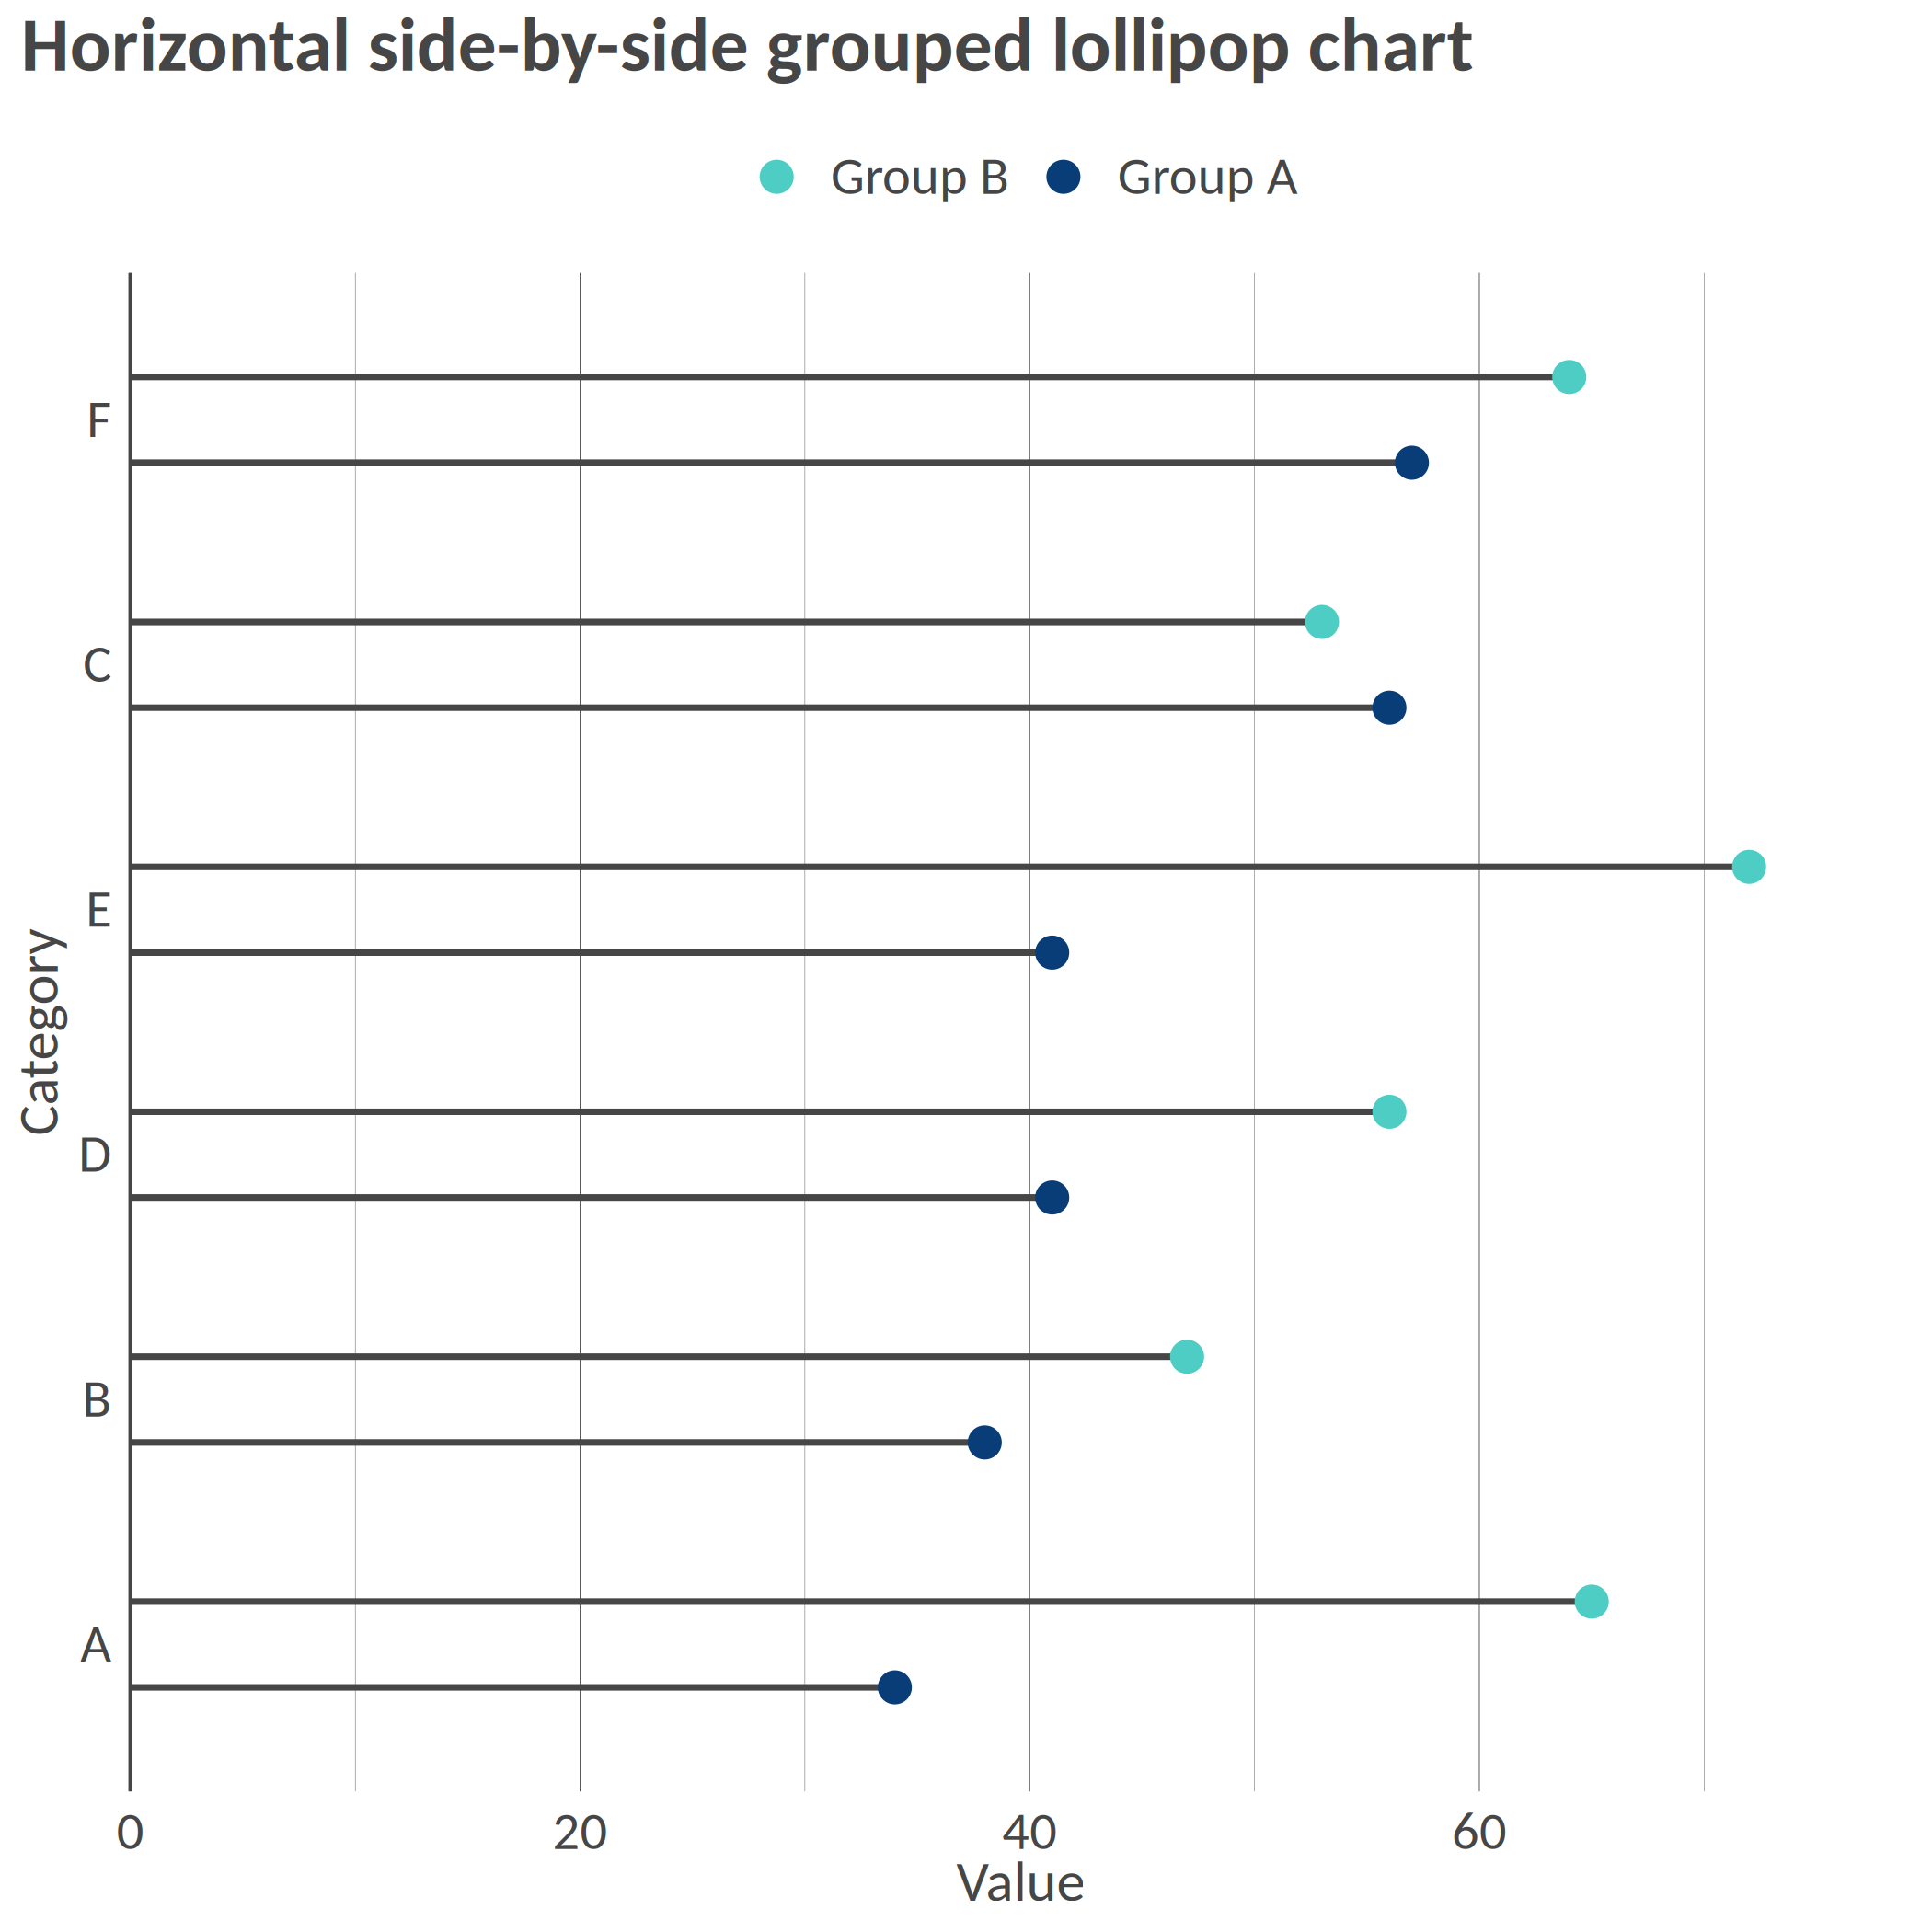 Horizontal side-by-side grouped lollipop chart
Group B
Group A
F
C
E
D
B
A
Category
0
20
40
60
Value